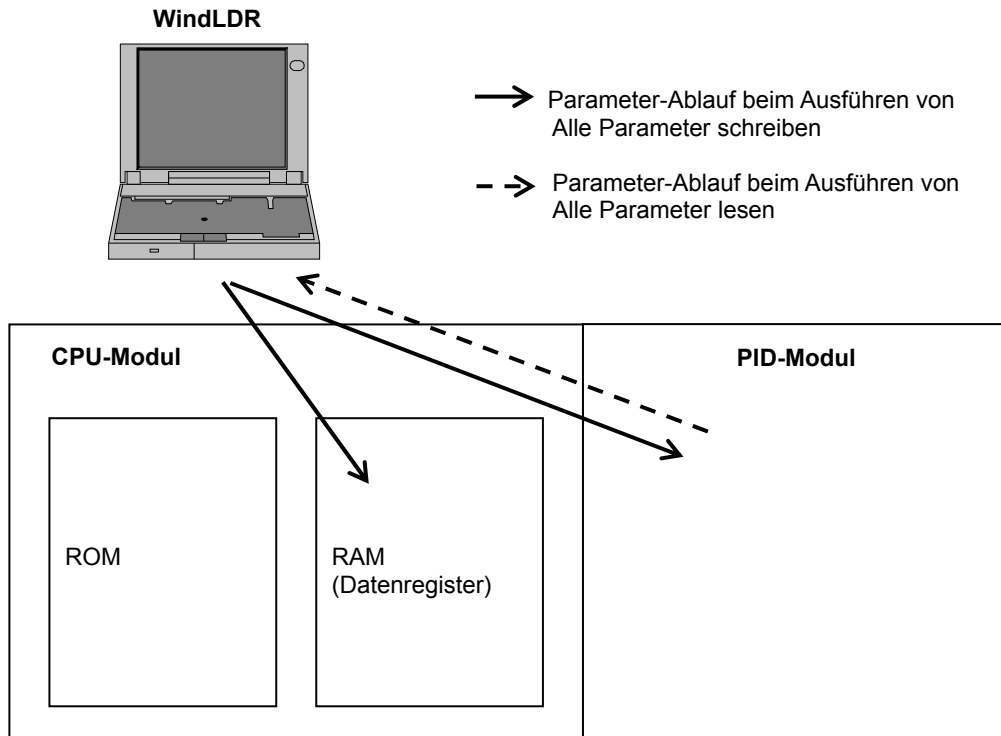 WindLDR
Parameter-Ablauf beim Ausführen von
Alle Parameter schreiben
Parameter-Ablauf beim Ausführen von
Alle Parameter lesen
CPU-Modul
PID-Modul
ROM
RAM
(Datenregister)